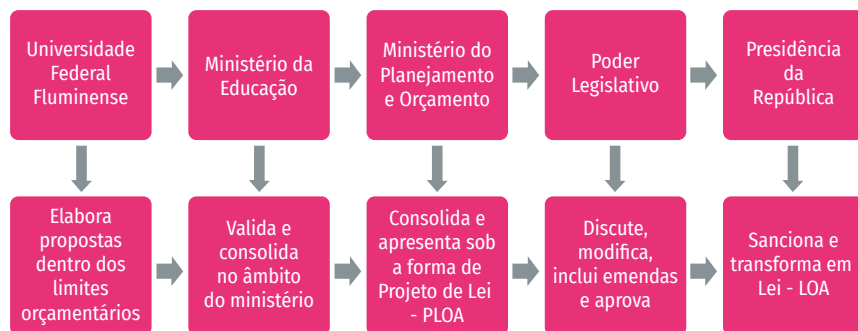 Universidade
Federal
Fluminense
Ministério da
Educação
Ministério do
Planejamento
e Orçamento
Poder
Legislativo
Presidência
da
República
Elabora
propostas
dentro dos
limites
orçamentários
Valida e
consolida
no âmbito
do ministério
Consolida e
apresenta sob
a forma de
Projeto de Lei
- PLOA
Discute,
modifica,
inclui emendas
e aprova
Sanciona e
transforma em
Lei - LOA